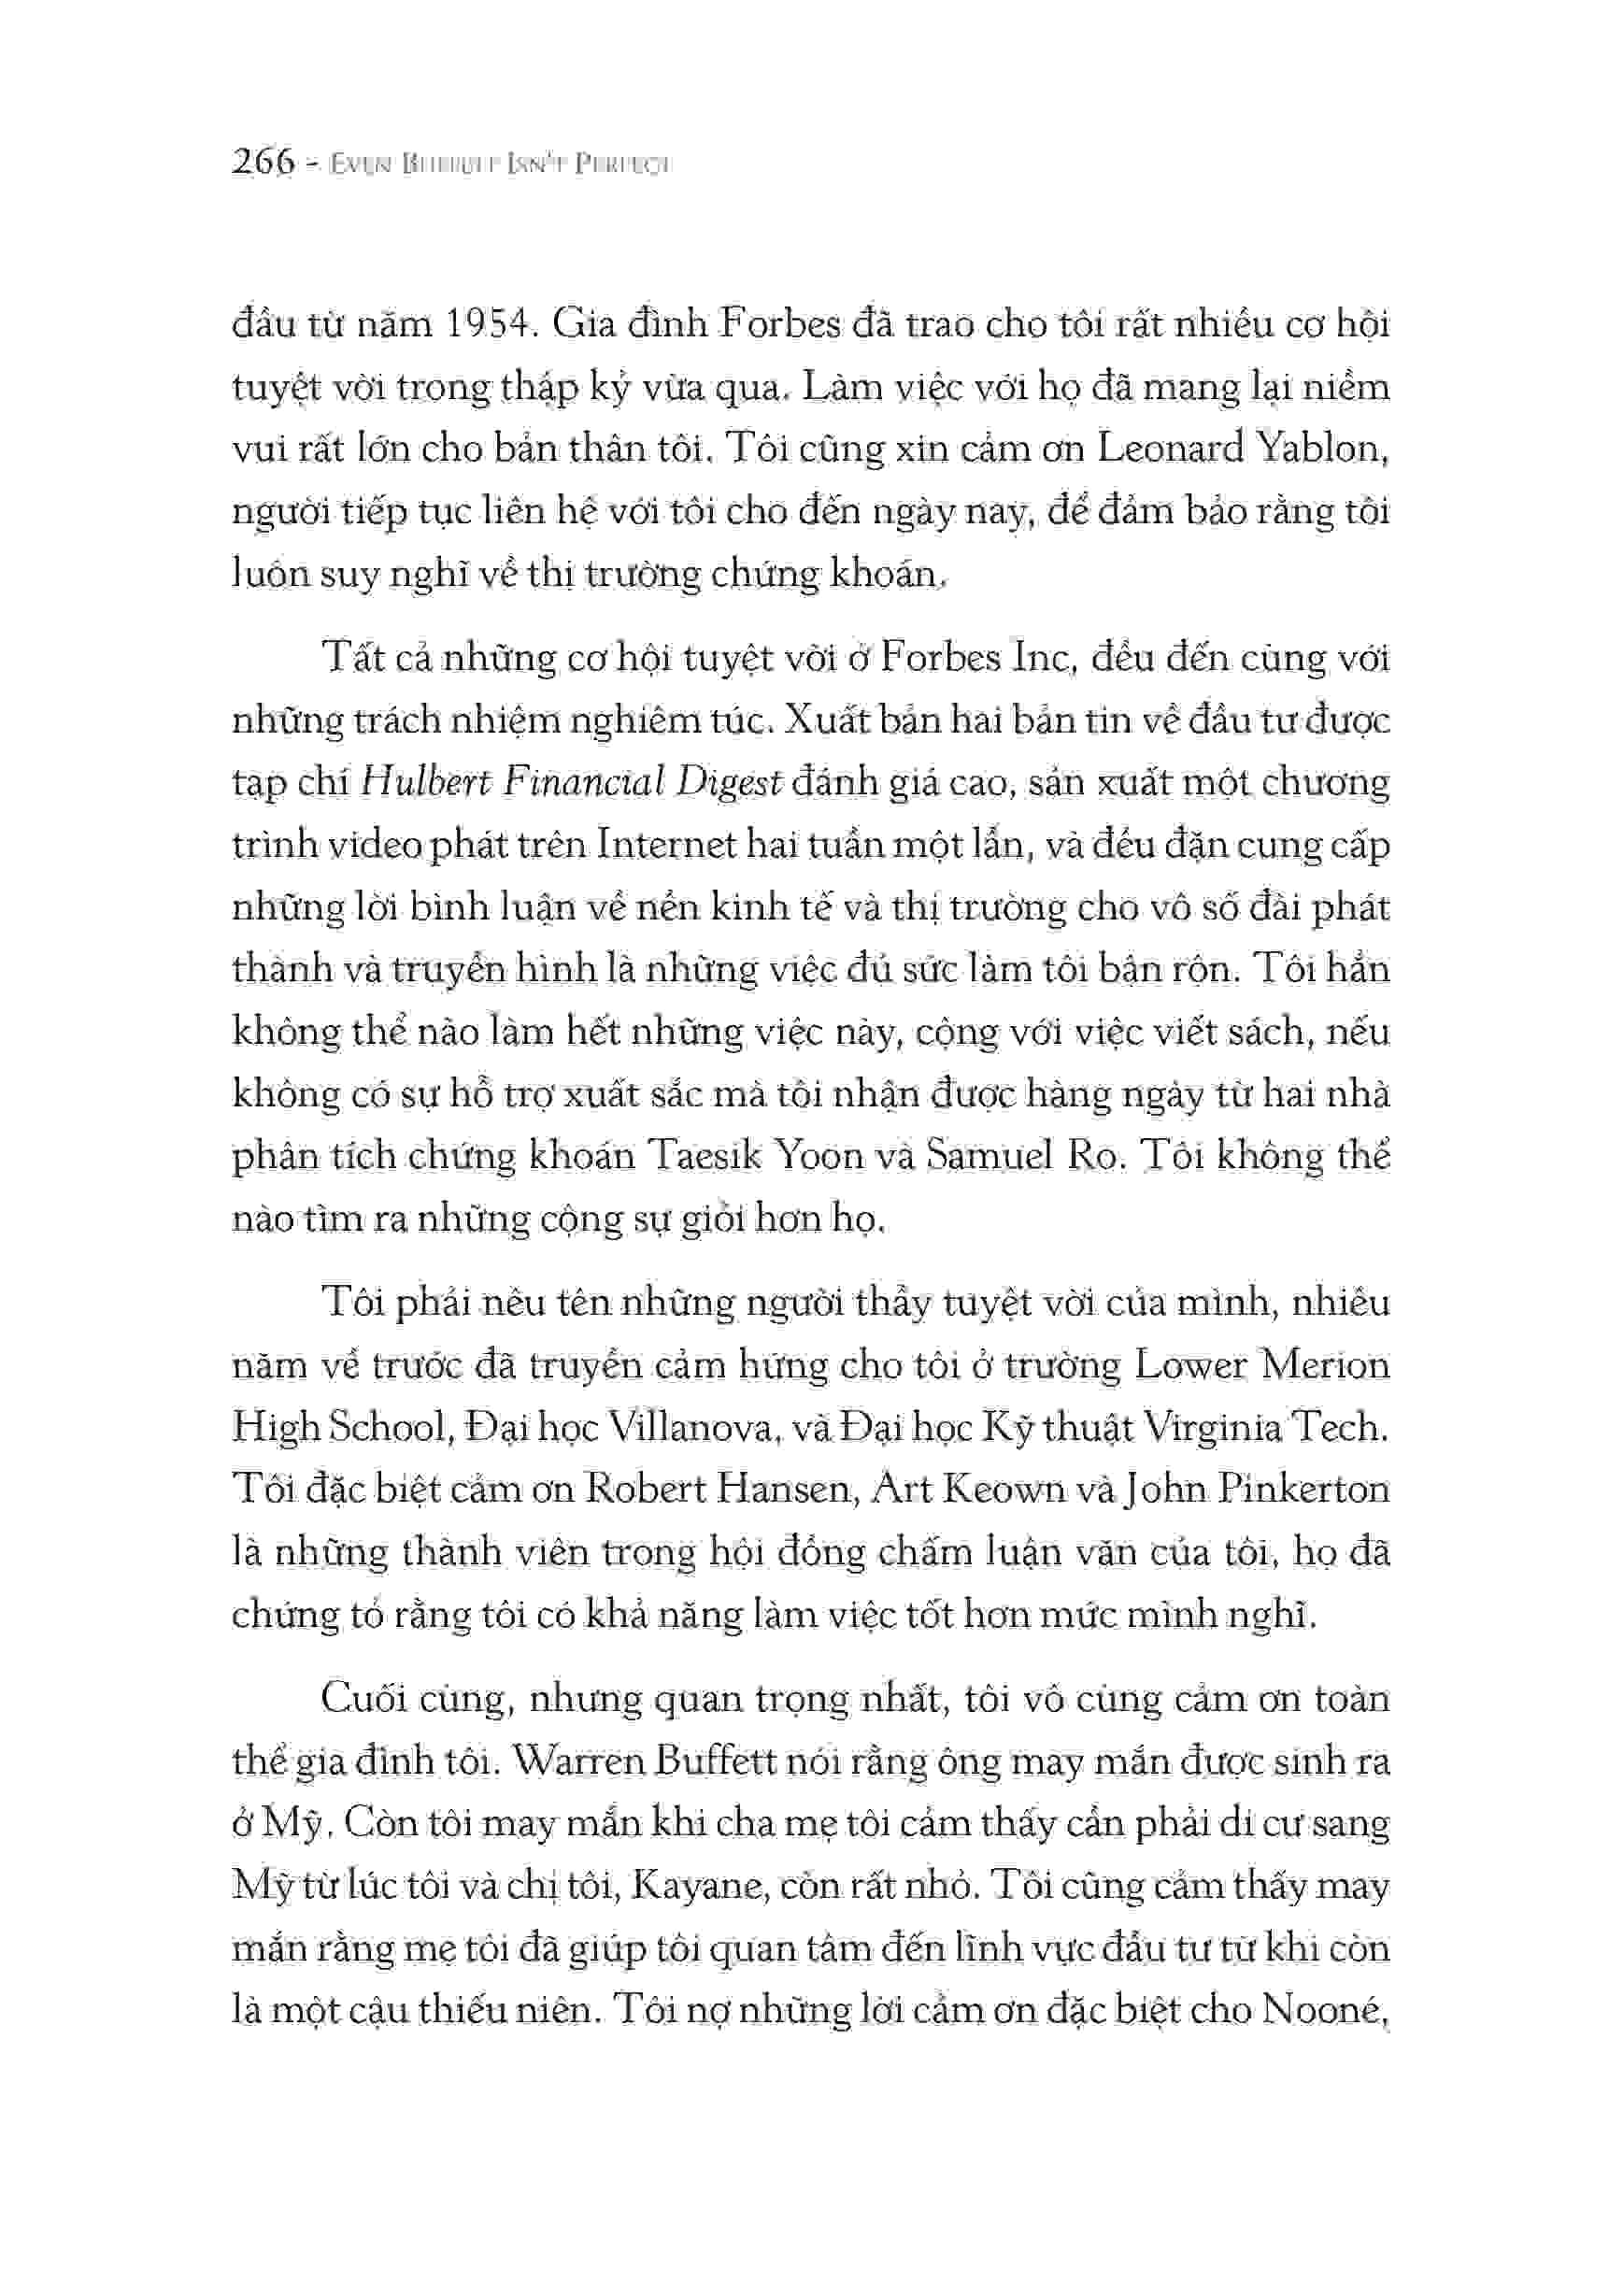 266 - Even Buffett Isn't Perfect
đầu từ năm 1954. Gia đình Forbes đã trao cho tôi rất nhiều cơ hội
tuyệt vời trong thập kỷ vừa qua. Làm việc với họ đã mang lại niềm
vui rất lớn cho bản thân tôi. Tôi cũng xin cảm ơn Leonard Yablon,
người tiếp tục liên hệ với tôi cho đến ngày nay, để đảm bảo rằng tôi
luôn suy nghĩ về thị trường chứng khoán.
Tất cả những cơ hội tuyệt vời ở Forbes Inc, đều đến cùng với
những trách nhiệm nghiêm túc. Xuất bản hai bản tin về đầu tư được
tạp chí Hulbert Financial Digest đánh giá cao, sản xuất một chương
trình video phát trên Internet hai tuần một lần, và đều đặn cung cấp
những lời bình luận về nền kinh tế và thị trường cho vô số đài phát
thanh và truyền hình là những việc đủ sức làm tôi bận rộn. Tôi hẳn
không thể nào làm hết những việc này, cộng với việc viết sách, nếu
không có sự hỗ trợ xuất sắc mà tôi nhận được hàng ngày từ hai nhà
phân tích chứng khoán Taesik Yoon và Samuel Ro. Tôi không thể
nào tìm ra những cộng sự giỏi hơn họ.
Tôi phải nêu tên những người thầy tuyệt vời của mình, nhiều
năm về trước đã truyền cảm hứng cho tôi ở trường Lower Merion
High School, Đại học Villanova, và Đại học Kỹ thuật Virginia Tech.
Tôi đặc biệt cảm ơn Robert Hansen, Art Keown và John Pinkerton
là những thành viên trong hội đồng chấm luận văn của tôi, họ đã
chứng tỏ rằng tôi có khả năng làm việc tốt hơn mức mình nghĩ.
Cuối cùng, nhưng quan trọng nhất, tôi vô cùng cảm ơn toàn
thể gia đình tôi. Warren Buffett nói rằng ông may mắn được sinh ra
ở Mỹ. Còn tôi may mắn khi cha mẹ tôi cảm thấy cần phải di cư sang
Mỹ từ lúc tôi và chị tôi, Kayane, còn rất nhỏ. Tôi cũng cảm thấy may
mắn rằng mẹ tôi đã giúp tôi quan tâm đến lĩnh vực đầu tư từ khi còn
là một cậu thiếu niên. Tôi nợ những lời cảm ơn đặc biệt cho Nooné,